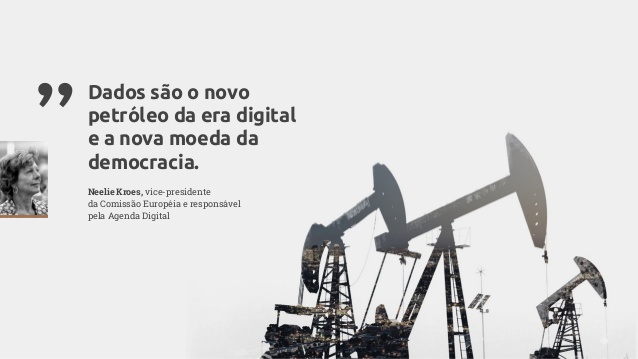 ”
Dados são o novo
petróleo da era digital
e a nova moeda da
democracia.
Neelie Kroes, vice-presidente
da Comissão Européia e responsável
pela Agenda Digital